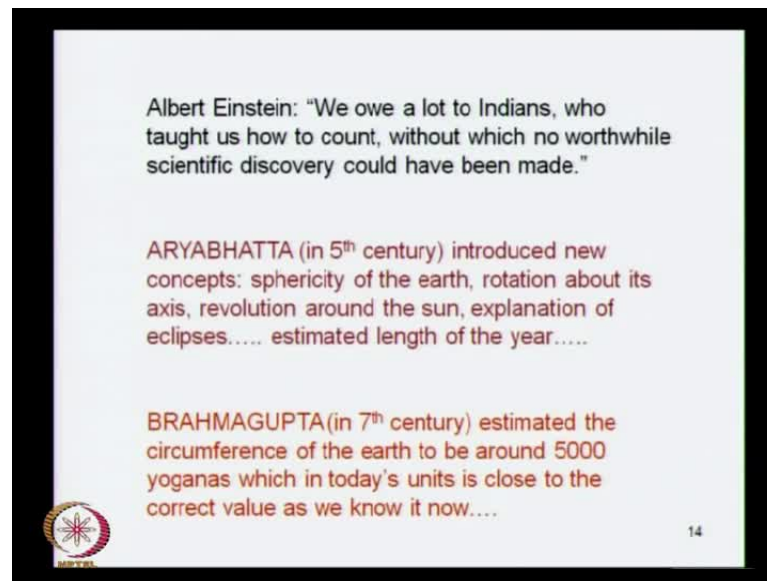 Albert Einstein: “We owe a lot to Indians, who
taught us how to count, without which no worthwhile
scientific discovery could have been made.”
ARYABHATTA (in 5th century) introduced new
concepts: sphericity of the earth, rotation about its
axis, revolution around the sun, explanation of
eclipses..... estimated length of the year.....
BRAHMAGUPTA(in 7th century) estimated the
circumference of the earth to be around 5000
yoganas which in today's units is close to the
correct value as we know it now....
14
NPTEL